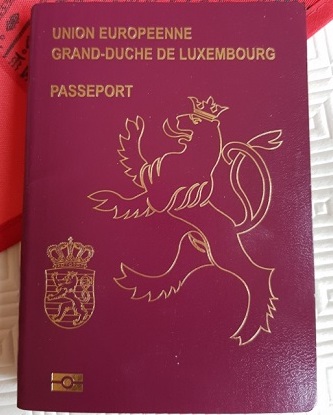 UNION EUROPEENNE
GRAND-DUCHE DE LUXEMBOURG
PASSEPORT